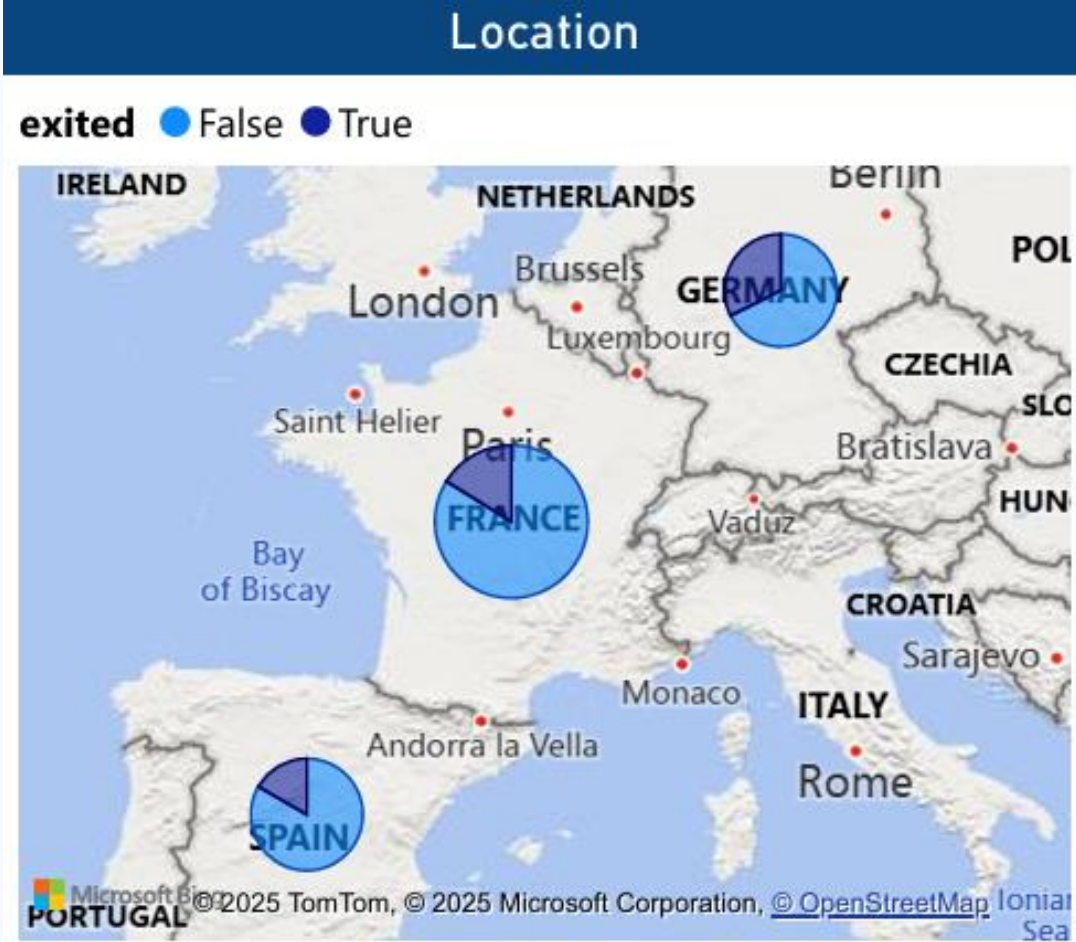 Location
exited False True
IRELAND
NETHERLANDS
Berlin
POL
Brussels
GERMANY
London
Luxembourg
CZECHIA
Saint Helier
SLO
Paris
Bratislava
HUN
FRANCE
Vaduz
Bay
of Biscay
CROATIA
Sarajevo
Monaco
ITALY
Andorra la Vella
Rome
SPAIN
Microsoft Bing
© 2025 TomTom, © 2025 Microsoft Corporation, © OpenStreetMap
PORTUGAL
Ionian
Sea